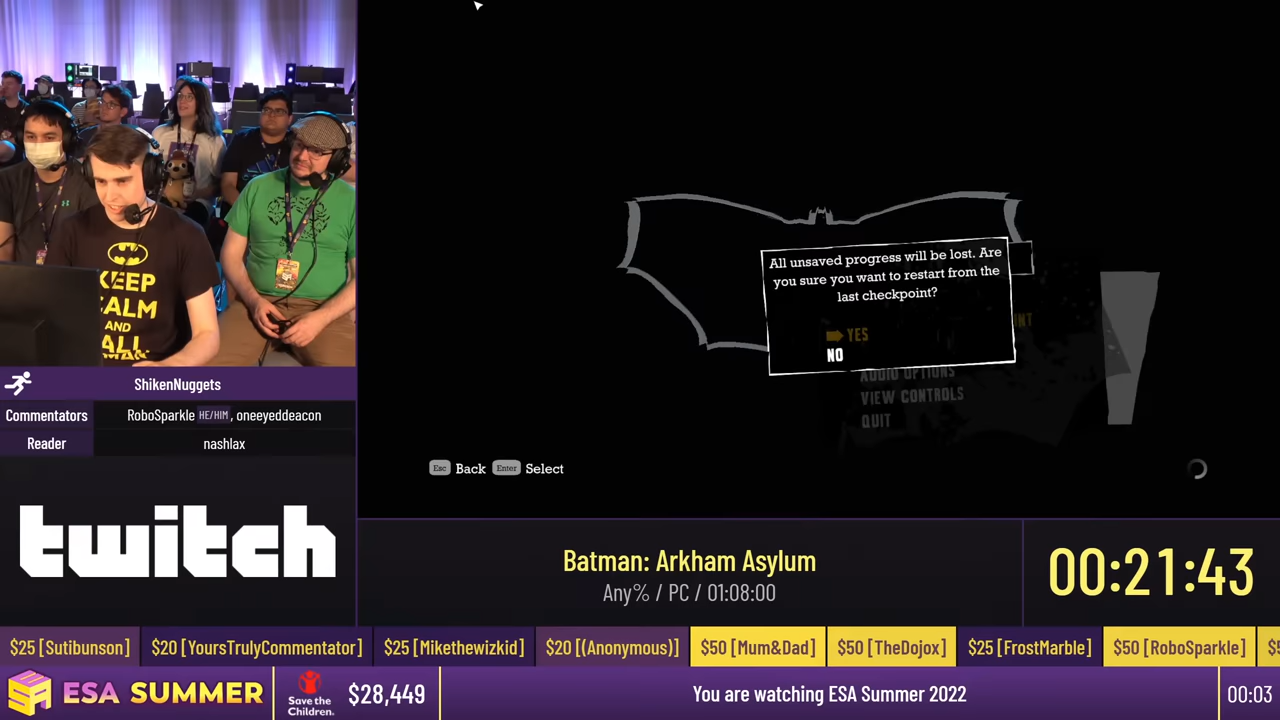 KEEP
CALM
AND
CALL
All unsaved progress will be lost. Are
you sure you want to restart from the
last checkpoint?
YES
NO
AUDIO OPTIONS
VIEW CONTROLS
QUIT
Esc Back Enter Select
ShikenNuggets
Commentators RoboSparkle HE/HIM, oneeyeddeacon
Reader nashlax
twitch
Batman: Arkham Asylum
Any% / PC / 01:08:00
00:21:43
$25 [Sutibunson] $20 [YoursTrulyCommentator] $25 [Mikethewizkid] $20 [(Anonymous)] $50 [Mum&Dad] $50 [TheDojox] $25 [FrostMarble] $50 [RoboSparkle]
ESA SUMMER Save the Children. $28,449 You are watching ESA Summer 2022 00:03